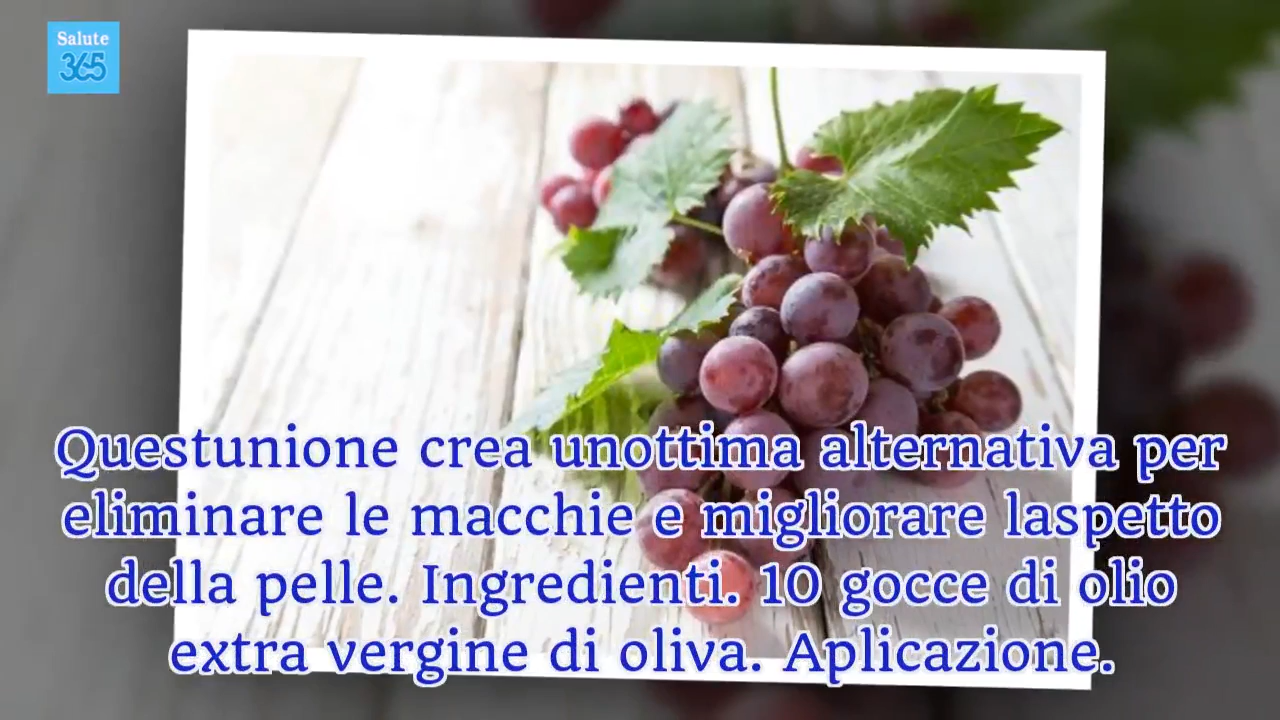 Salute
365
Questunione crea unottima alternativa per
eliminare le macchie e migliorare laspetto
della pelle. Ingredienti. 10 gocce di olio
extra vergine di oliva. Aplicazione.